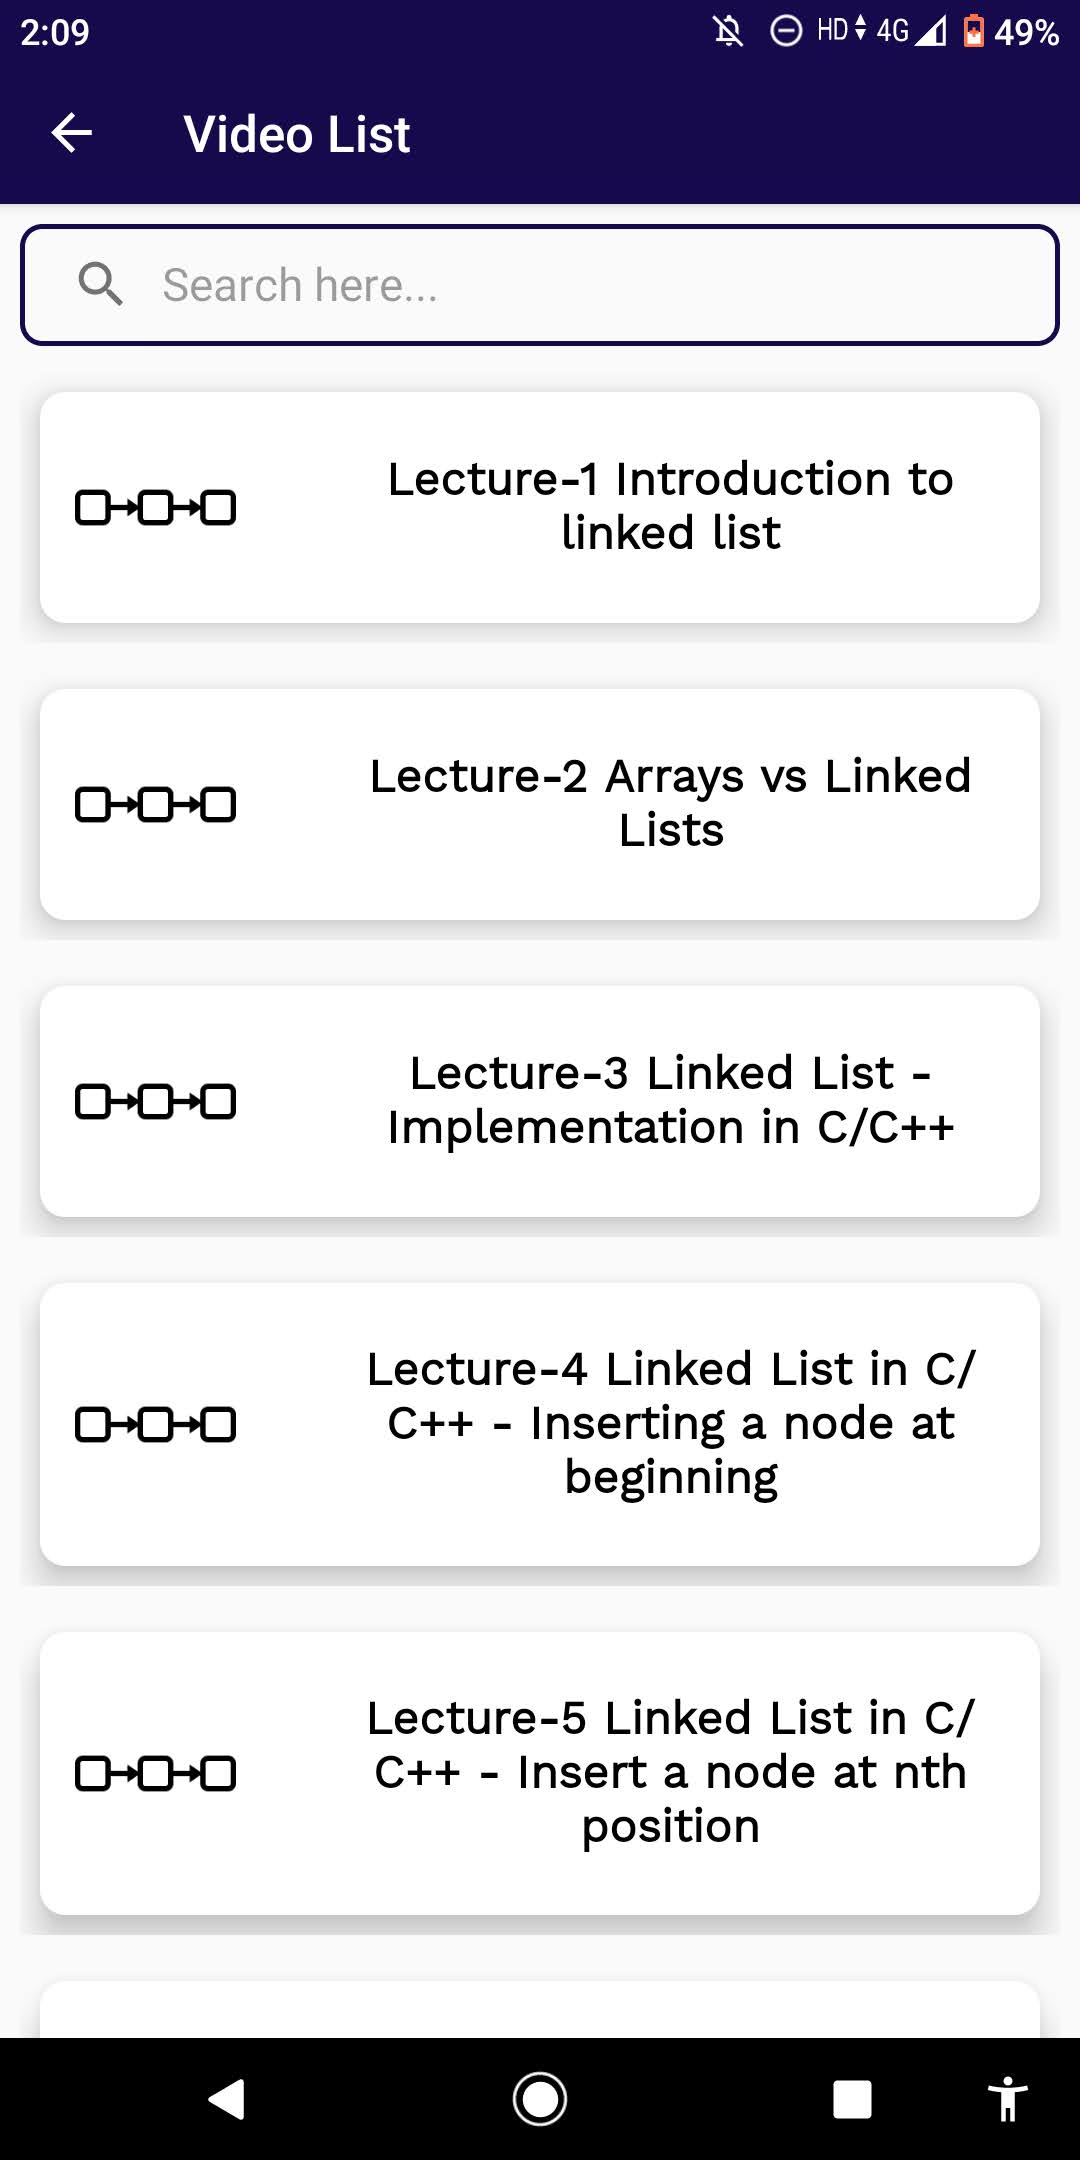 2:09 HD 4G 49%
Video List
Search here...
Lecture-1 Introduction to
linked list
Lecture-2 Arrays vs Linked
Lists
Lecture-3 Linked List -
Implementation in C/C++
Lecture-4 Linked List in C/
C++ - Inserting a node at
beginning
Lecture-5 Linked List in C/
C++ - Insert a node at nth
position